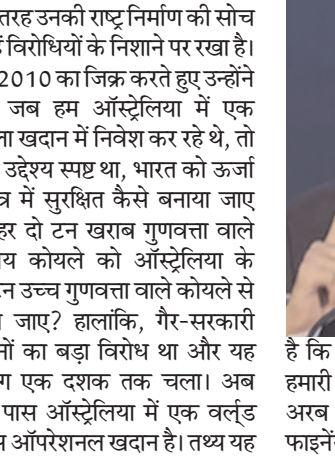 तरह उनकी राष्ट्र निर्माण की सोच
विरोधियों के निशाने पर रखा है।
2010 का जिक्र करते हुए उन्होंने
जब हम ऑस्ट्रेलिया में एक
खदान में निवेश कर रहे थे, तो
उद्देश्य स्पष्ट था, भारत को ऊर्जा
में सुरक्षित कैसे बनाया जाए
हर दो टन खराब गुणवत्ता वाले
कोयले को ऑस्ट्रेलिया के
उच्च गुणवत्ता वाले कोयले से
जाए? हालांकि, गैर-सरकारी
का बड़ा विरोध था और यह
एक दशक तक चला। अब
पास ऑस्ट्रेलिया में एक वर्ल्ड
ऑपरेशनल खदान है। तथ्य यह
है कि
हमारी
अरब